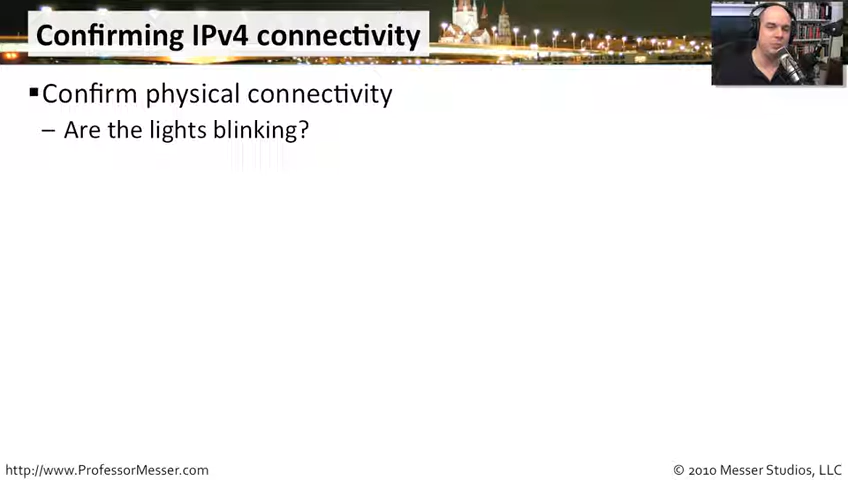 Confirming IPv4 connectivity
▪Confirm physical connectivity
– Are the lights blinking?
http://www.ProfessorMesser.com
© 2010 Messer Studios, LLC